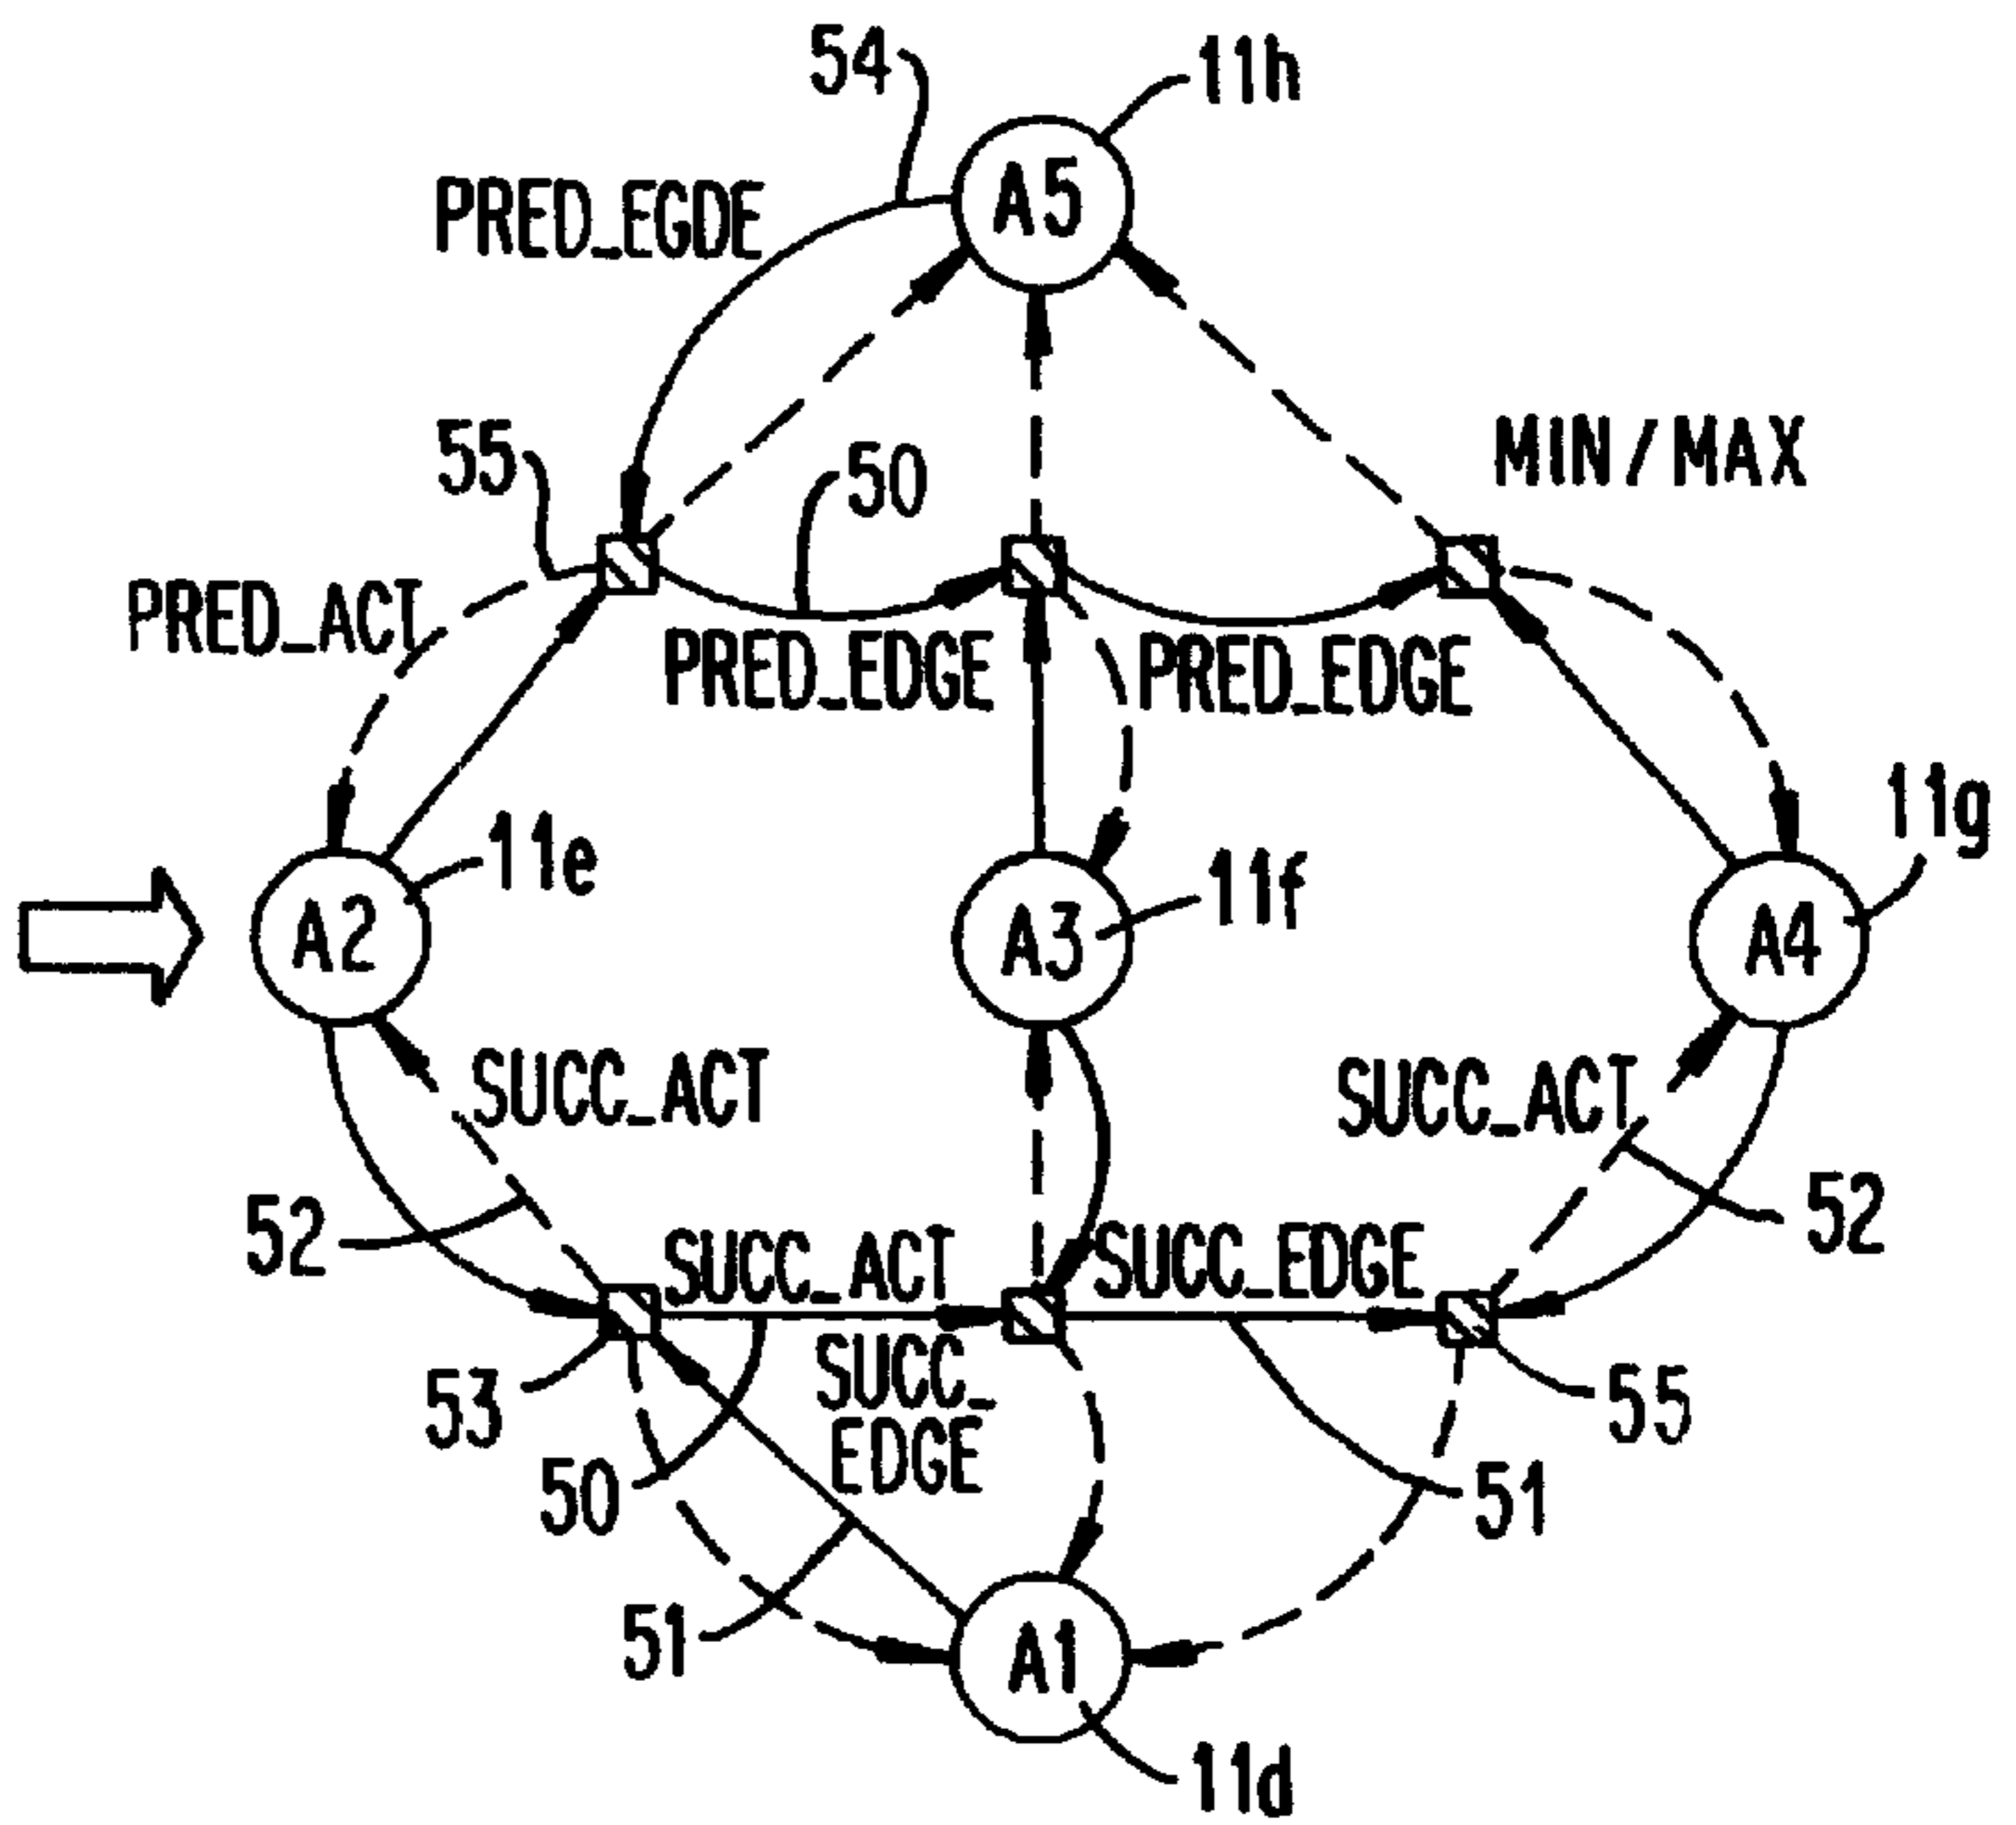 54
11h
A5
PRED_EGDE
55
50
MIN/MAX
PRED_ACT
PRED_EDGE
PRED_EDGE
11g
11e
11f
A2
A3
A4
SUCC_ACT
SUCC_ACT
52
52
SUCC_ACT
SUCC_EDGE
SUCC_
EDGE
53
55
50
51
51
A1
11d